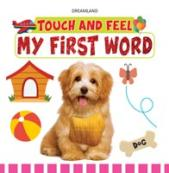 DREAMLAND
TOUCH AND FEEL
MY FIRST WORD
DOG